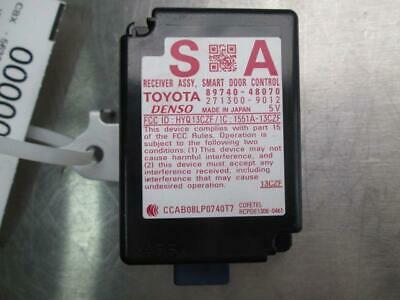 S A
RECEIVER ASSY, SMART DOOR CONTROL
TOYOTA 89740-48070
DENSO 271300-9012
MADE IN JAPAN 5V
FCC ID : HYQ13CZF/IC : 1551A-13CZF
This device complies with part 15
of the FCC Rules. Operation is
subject to the following two
conditions: (1) This device may not
cause harmful interference, and
(2) this device must accept any
interference received, including
interference that may cause
undesired operation.
13CZF
CCAB08LP0740T7
COFETEL
RCPDE1308-0461